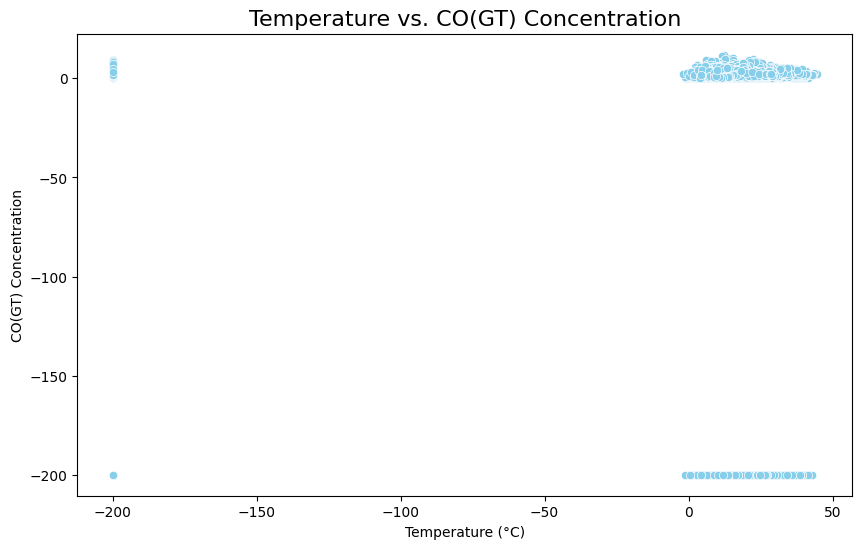 Temperature vs. CO(GT) Concentration
0
−50
−100
−150
−200
CO(GT) Concentration
−200 −150 −100 −50 0 50
Temperature (°C)